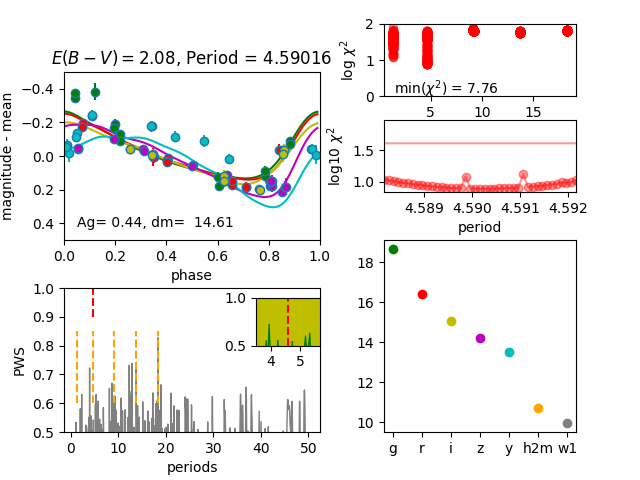 E(B − V) = 2.08, Period = 4.59016
magnitude - mean
−0.4
−0.2
0.0
0.2
0.4
Ag= 0.44, dm=  14.61
0.0 0.2 0.4 0.6 0.8 1.0
phase
log χ²
2
1
0
min(χ²) = 7.76
5 10 15
log10 χ²
1.5
1.0
4.589 4.590 4.591 4.592
period
PWS
1.0
0.9
0.8
0.7
0.6
0.5
1.0
0.5
4 5
0 10 20 30 40 50
periods
18
16
14
12
10
g r i z y h2m w1